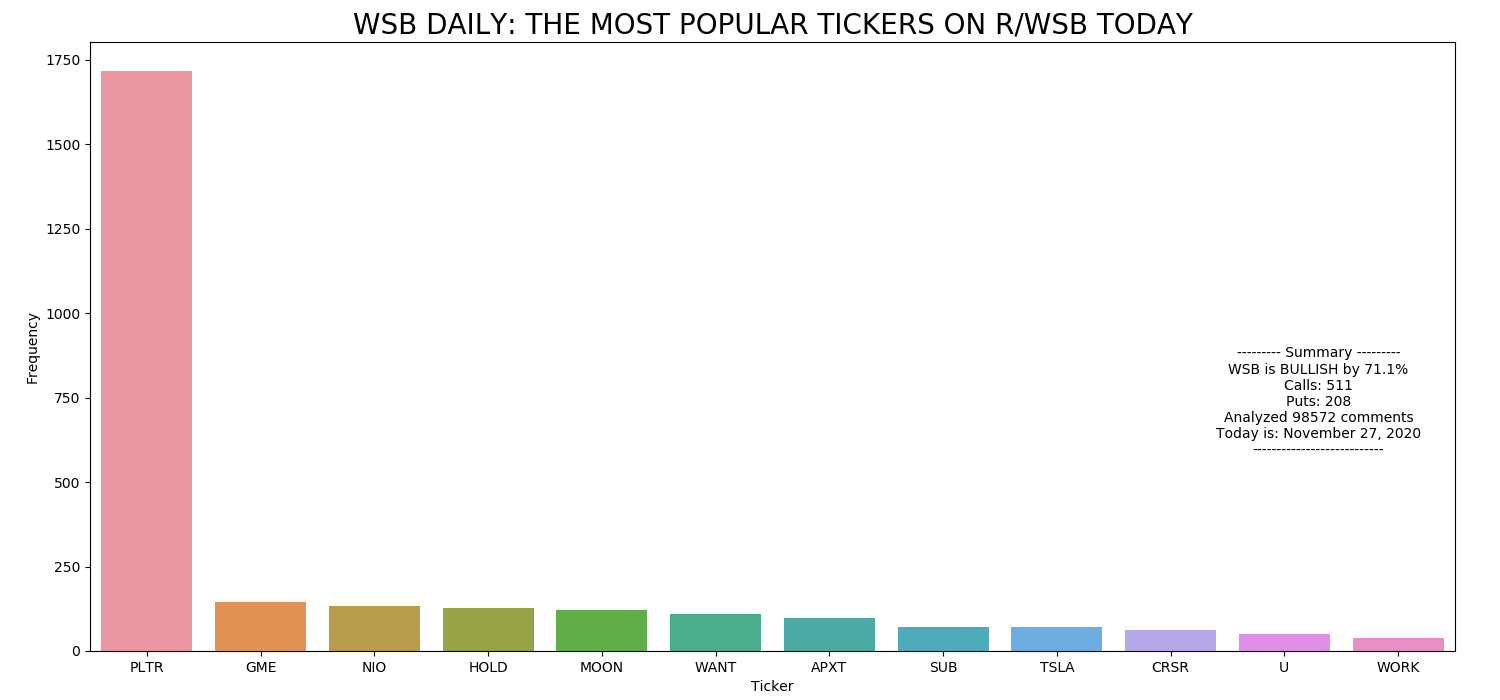 WSB DAILY: THE MOST POPULAR TICKERS ON R/WSB TODAY
1750
1500
1250
1000
750
500
250
0
Frequency
--------- Summary ---------
WSB is BULLISH by 71.1%
Calls: 511
Puts: 208
Analyzed 98572 comments
Today is: November 27, 2020
---------------------------
PLTR GME NIO HOLD MOON WANT APXT SUB TSLA CRSR U WORK
Ticker